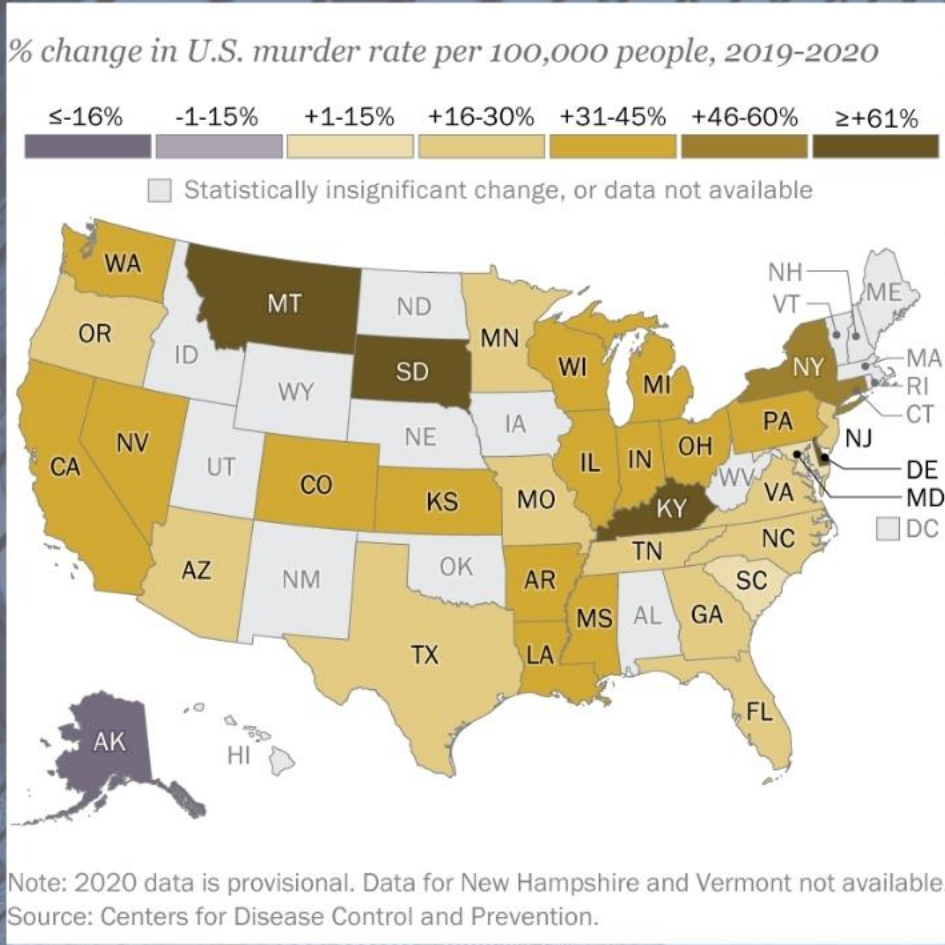 % change in U.S. murder rate per 100,000 people, 2019-2020
≤-16% -1-15% +1-15% +16-30% +31-45% +46-60% ≥+61%
Statistically insignificant change, or data not available
WA
MT
ND
MN
NH
VT
ME
OR
ID
SD
WI
MI
NY
MA
RI
CT
WY
IA
PA
NJ
NV
NE
IL
IN
OH
CA
UT
CO
KS
MO
KY
WV
VA
DE
MD
DC
AZ
NM
OK
AR
TN
NC
SC
TX
LA
MS
AL
GA
FL
AK
HI
Note: 2020 data is provisional. Data for New Hampshire and Vermont not available.
Source: Centers for Disease Control and Prevention.